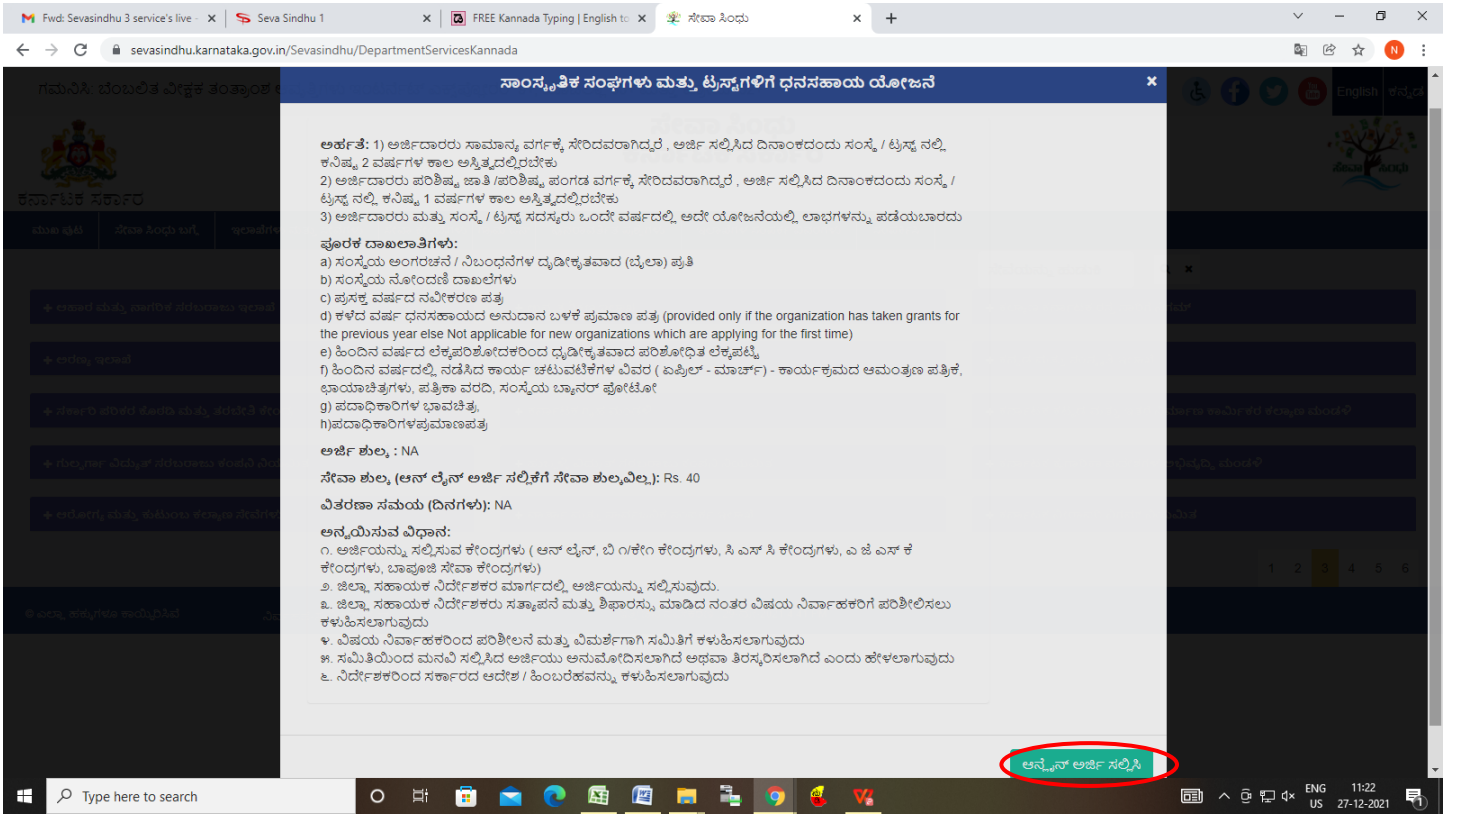 Fwd: Sevasindhu 3 service's live -
Seva Sindhu 1
FREE Kannada Typing | English to
ಸೇವಾ ಸಿಂಧು
sevasindhu.karnataka.gov.in/Sevasindhu/DepartmentServicesKannada
N
ಸಾಂಸ್ಕೃತಿಕ ಸಂಘಗಳು ಮತ್ತು ಟ್ರಸ್ಟ್‌ಗಳಿಗೆ ಧನಸಹಾಯ ಯೋಜನೆ
English ಕನ್ನಡ
ಕರ್ನಾಟಕ ಸರ್ಕಾರ
ಮುಖ ಪುಟ ಸೇವಾ ಸಿಂಧು ಬಗ್ಗೆ
ಅರ್ಹತೆ: 1) ಅರ್ಜಿದಾರರು ಸಾಮಾನ್ಯ ವರ್ಗಕ್ಕೆ ಸೇರಿದವರಾಗಿದ್ದರೆ , ಅರ್ಜಿ ಸಲ್ಲಿಸಿದ ದಿನಾಂಕದಂದು ಸಂಸ್ಥೆ / ಟ್ರಸ್ಟ್ ನಲ್ಲಿ
ಕನಿಷ್ಟ 2 ವರ್ಷಗಳ ಕಾಲ ಅಸ್ತಿತ್ವದಲ್ಲಿರಬೇಕು
2) ಅರ್ಜಿದಾರರು ಪರಿಶಿಷ್ಟ ಜಾತಿ /ಪರಿಶಿಷ್ಟ ಪಂಗಡ ವರ್ಗಕ್ಕೆ ಸೇರಿದವರಾಗಿದ್ದರೆ , ಅರ್ಜಿ ಸಲ್ಲಿಸಿದ ದಿನಾಂಕದಂದು ಸಂಸ್ಥೆ /
ಟ್ರಸ್ಟ್ ನಲ್ಲಿ ಕನಿಷ್ಟ 1 ವರ್ಷಗಳ ಕಾಲ ಅಸ್ತಿತ್ವದಲ್ಲಿರಬೇಕು
3) ಅರ್ಜಿದಾರರು ಮತ್ತು ಸಂಸ್ಥೆ / ಟ್ರಸ್ಟ್ ಸದಸ್ಯರು ಒಂದೇ ವರ್ಷದಲ್ಲಿ ಅದೇ ಯೋಜನೆಯಲ್ಲಿ ಲಾಭಗಳನ್ನು ಪಡೆಯಬಾರದು
ಪೂರಕ ದಾಖಲಾತಿಗಳು:
a) ಸಂಸ್ಥೆಯ ಅಂಗರಚನೆ / ನಿಬಂಧನೆಗಳ ದೃಡೀಕೃತವಾದ (ಬೈಲಾ) ಪ್ರತಿ
b) ಸಂಸ್ಥೆಯ ನೋಂದಣಿ ದಾಖಲೆಗಳು
c) ಪ್ರಸಕ್ತ ವರ್ಷದ ನವೀಕರಣ ಪತ್ರ
d) ಕಳೆದ ವರ್ಷ ಧನಸಹಾಯದ ಅನುದಾನ ಬಳಕೆ ಪ್ರಮಾಣ ಪತ್ರ (provided only if the organization has taken grants for
the previous year else Not applicable for new organizations which are applying for the first time)
e) ಹಿಂದಿನ ವರ್ಷದ ಲೆಕ್ಕಪರಿಶೋದಕರಿಂದ ಧೃಡೀಕೃತವಾದ ಪರಿಶೋಧಿತ ಲೆಕ್ಕಪಟ್ಟಿ
f) ಹಿಂದಿನ ವರ್ಷದಲ್ಲಿ ನಡೆಸಿದ ಕಾರ್ಯ ಚಟುವಟಿಕೆಗಳ ವಿವರ ( ಏಪ್ರಿಲ್ - ಮಾರ್ಚ್) - ಕಾರ್ಯಕ್ರಮದ ಆಮಂತ್ರಣ ಪತ್ರಿಕೆ,
ಛಾಯಾಚಿತ್ರಗಳು, ಪತ್ರಿಕಾ ವರದಿ, ಸಂಸ್ಥೆಯ ಬ್ಯಾನರ್ ಫೋಟೋ
g) ಪದಾಧಿಕಾರಿಗಳ ಭಾವಚಿತ್ರ,
h)ಪದಾಧಿಕಾರಿಗಳಪ್ರಮಾಣಪತ್ರ
ಅರ್ಜಿ ಶುಲ್ಕ : NA
ಸೇವಾ ಶುಲ್ಕ (ಆನ್ ಲೈನ್ ಅರ್ಜಿ ಸಲ್ಲಿಕೆಗೆ ಸೇವಾ ಶುಲ್ಕವಿಲ್ಲ): Rs. 40
ವಿತರಣಾ ಸಮಯ (ದಿನಗಳು): NA
ಅನ್ವಯಿಸುವ ವಿಧಾನ:
೧. ಅರ್ಜಿಯನ್ನು ಸಲ್ಲಿಸುವ ಕೇಂದ್ರಗಳು ( ಆನ್ ಲೈನ್, ಬಿ ೧/ಕೇ೧ ಕೇಂದ್ರಗಳು, ಸಿ ಎಸ್ ಸಿ ಕೇಂದ್ರಗಳು, ಎ ಜೆ ಎಸ್ ಕೆ
ಕೇಂದ್ರಗಳು, ಬಾಪೂಜಿ ಸೇವಾ ಕೇಂದ್ರಗಳು)
೨. ಜಿಲ್ಲಾ ಸಹಾಯಕ ನಿರ್ದೇಶಕರ ಮಾರ್ಗದಲ್ಲಿ ಅರ್ಜಿಯನ್ನು ಸಲ್ಲಿಸುವುದು.
೩. ಜಿಲ್ಲಾ ಸಹಾಯಕ ನಿರ್ದೇಶಕರು ಸತ್ಯಾಪನೆ ಮತ್ತು ಶಿಫಾರಸ್ಸು ಮಾಡಿದ ನಂತರ ವಿಷಯ ನಿರ್ವಾಹಕರಿಗೆ ಪರಿಶೀಲಿಸಲು
ಕಳುಹಿಸಲಾಗುವುದು
೪. ವಿಷಯ ನಿರ್ವಾಹಕರಿಂದ ಪರಿಶೀಲನೆ ಮತ್ತು ವಿಮರ್ಶೆಗಾಗಿ ಸಮಿತಿಗೆ ಕಳುಹಿಸಲಾಗುವುದು
೫. ಸಮಿತಿಯಿಂದ ಮನವಿ ಸಲ್ಲಿಸಿದ ಅರ್ಜಿಯು ಅನುಮೋದಿಸಲಾಗಿದೆ ಅಥವಾ ತಿರಸ್ಕರಿಸಲಾಗಿದೆ ಎಂದು ಹೇಳಲಾಗುವುದು
೬. ನಿರ್ದೇಶಕರಿಂದ ಸರ್ಕಾರದ ಆದೇಶ / ಹಿಂಬರೆಹವನ್ನು ಕಳುಹಿಸಲಾಗುವುದು
1 2 3 4 5 6
ಆನ್ಲೈನ್ ಅರ್ಜಿ ಸಲ್ಲಿಸಿ
Type here to search
ENG
US
11:22
27-12-2021
1